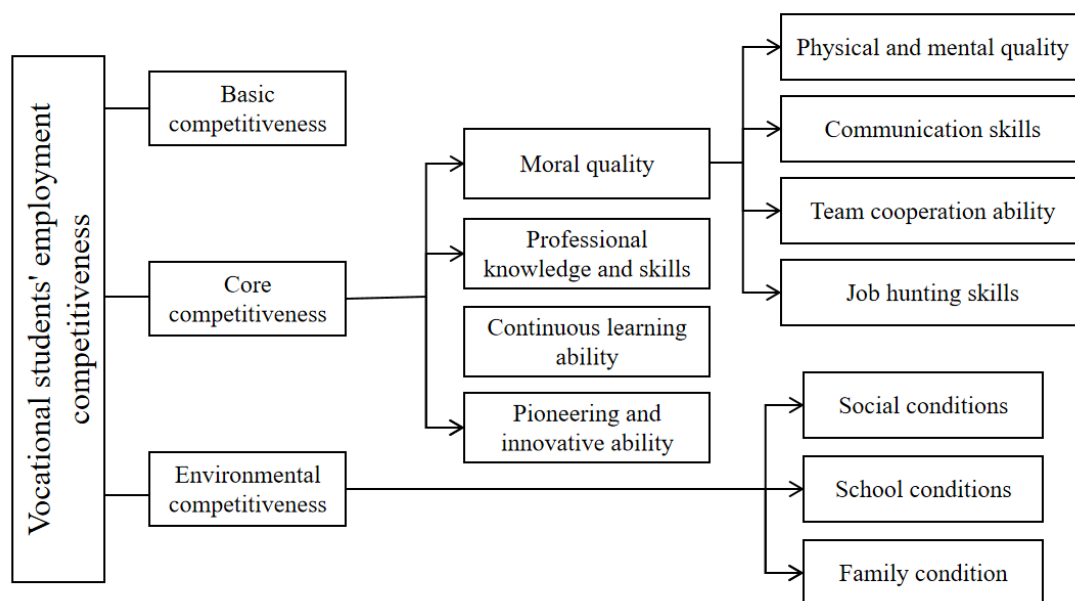 Vocational students' employment
competitiveness
Basic
competitiveness
Core
competitiveness
Environmental
competitiveness
Moral quality
Professional
knowledge and skills
Continuous learning
ability
Pioneering and
innovative ability
Physical and mental quality
Communication skills
Team cooperation ability
Job hunting skills
Social conditions
School conditions
Family condition